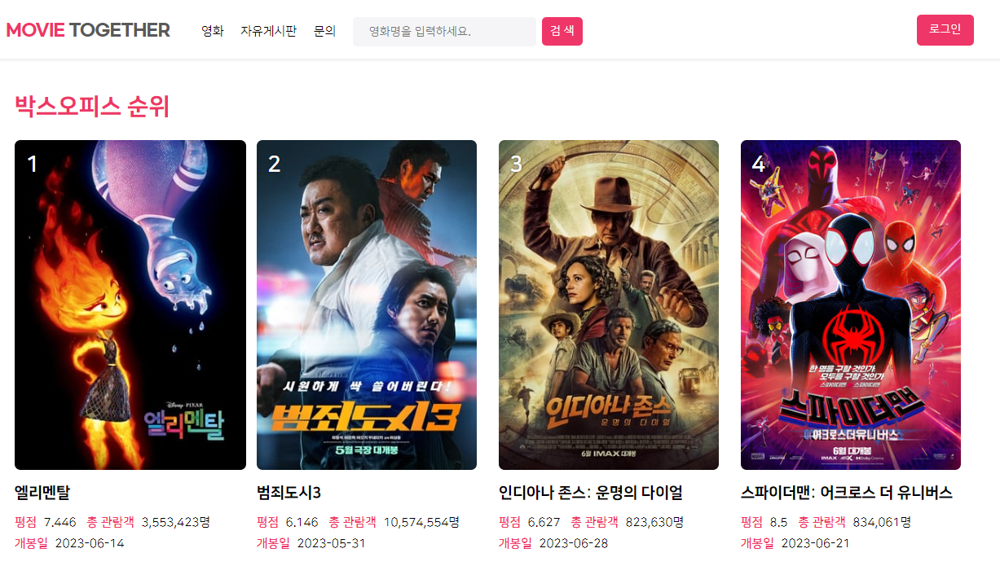 MOVIE TOGETHER 영화 자유게시판 문의 영화명을 입력하세요. 검 색 로그인
박스오피스 순위
1
Disney PIXAR
엘리멘탈
2
시원하게 싹 쓸어버린다!
범죄도시3
5월 극장 대개봉
3
인디아나 존스
운명의 다이얼
6월 IMAX 대개봉
4
한 명을 구할 것인가
모두를 구할 것인가
스파이더맨
어크로스 더 유니버스
6월 대개봉
IMAX 4DX Dolby Cinema
엘리멘탈
평점 7.446 총 관람객 3,553,423명
개봉일 2023-06-14
범죄도시3
평점 6.146 총 관람객 10,574,554명
개봉일 2023-05-31
인디아나 존스: 운명의 다이얼
평점 6.627 총 관람객 823,630명
개봉일 2023-06-28
스파이더맨: 어크로스 더 유니버스
평점 8.5 총 관람객 834,061명
개봉일 2023-06-21